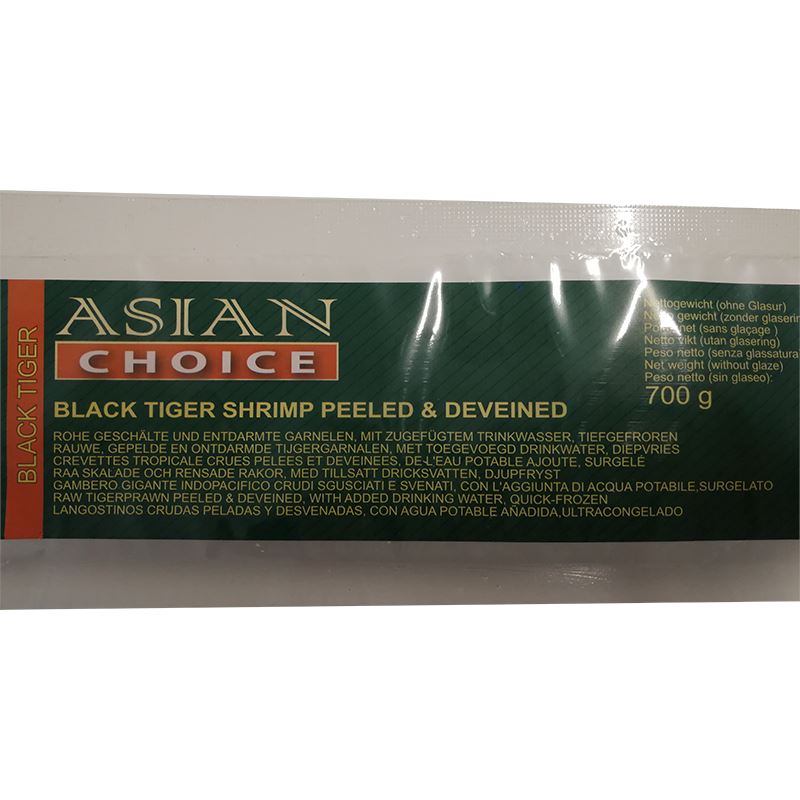 BLACK TIGER
ASIAN
CHOICE
BLACK TIGER SHRIMP PEELED & DEVEINED
ROHE GESCHÄLTE UND ENTDARMTE GARNELEN, MIT ZUGEFÜGTEM TRINKWASSER, TIEFGEFROREN
RAUWE, GEPELDE EN ONTDARMDE TIJGERGARNALEN, MET TOEGEVOEGD DRINKWATER, DIEPVRIES
CREVETTES TROPICALE CRUES PELEES ET DEVEINEES, DE-L'EAU POTABLE AJOUTE, SURGELÉ
RAA SKALADE OCH RENSADE RAKOR, MED TILLSATT DRICKSVATTEN, DJUPFRYST
GAMBERO GIGANTE INDOPACIFICO CRUDI SGUSCIATI E SVENATI, CON L'AGGIUNTA DI ACQUA POTABILE,SURGELATO
RAW TIGERPRAWN PEELED & DEVEINED, WITH ADDED DRINKING WATER, QUICK-FROZEN
LANGOSTINOS CRUDAS PELADAS Y DESVENADAS, CON AGUA POTABLE AÑADIDA,ULTRACONGELADO
Nettogewicht (ohne Glasur)
gewicht (zonder glaserin
net (sans glaçage )
Netto vikt (utan glasering)
Peso netto (senza glassatura
Net weight (without glaze)
Peso netto (sin glaseo):
700 g